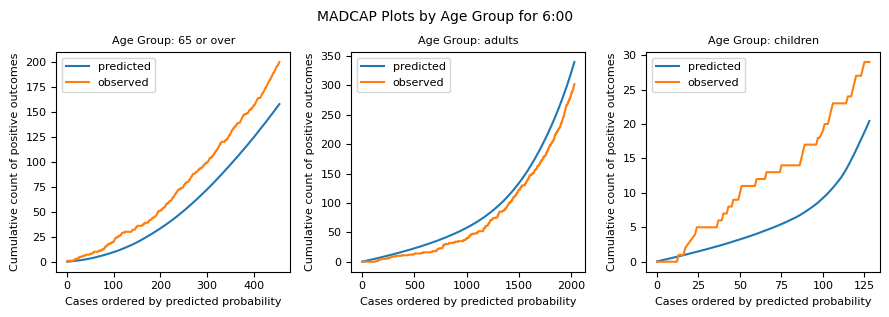 MADCAP Plots by Age Group for 6:00
Age Group: 65 or over
Cumulative count of positive outcomes
200
175
150
125
100
75
50
25
0
predicted
observed
0
100
200
300
400
Cases ordered by predicted probability
Age Group: adults
Cumulative count of positive outcomes
350
300
250
200
150
100
50
0
predicted
observed
0
500
1000
1500
2000
Cases ordered by predicted probability
Age Group: children
Cumulative count of positive outcomes
30
25
20
15
10
5
0
predicted
observed
0
25
50
75
100
125
Cases ordered by predicted probability